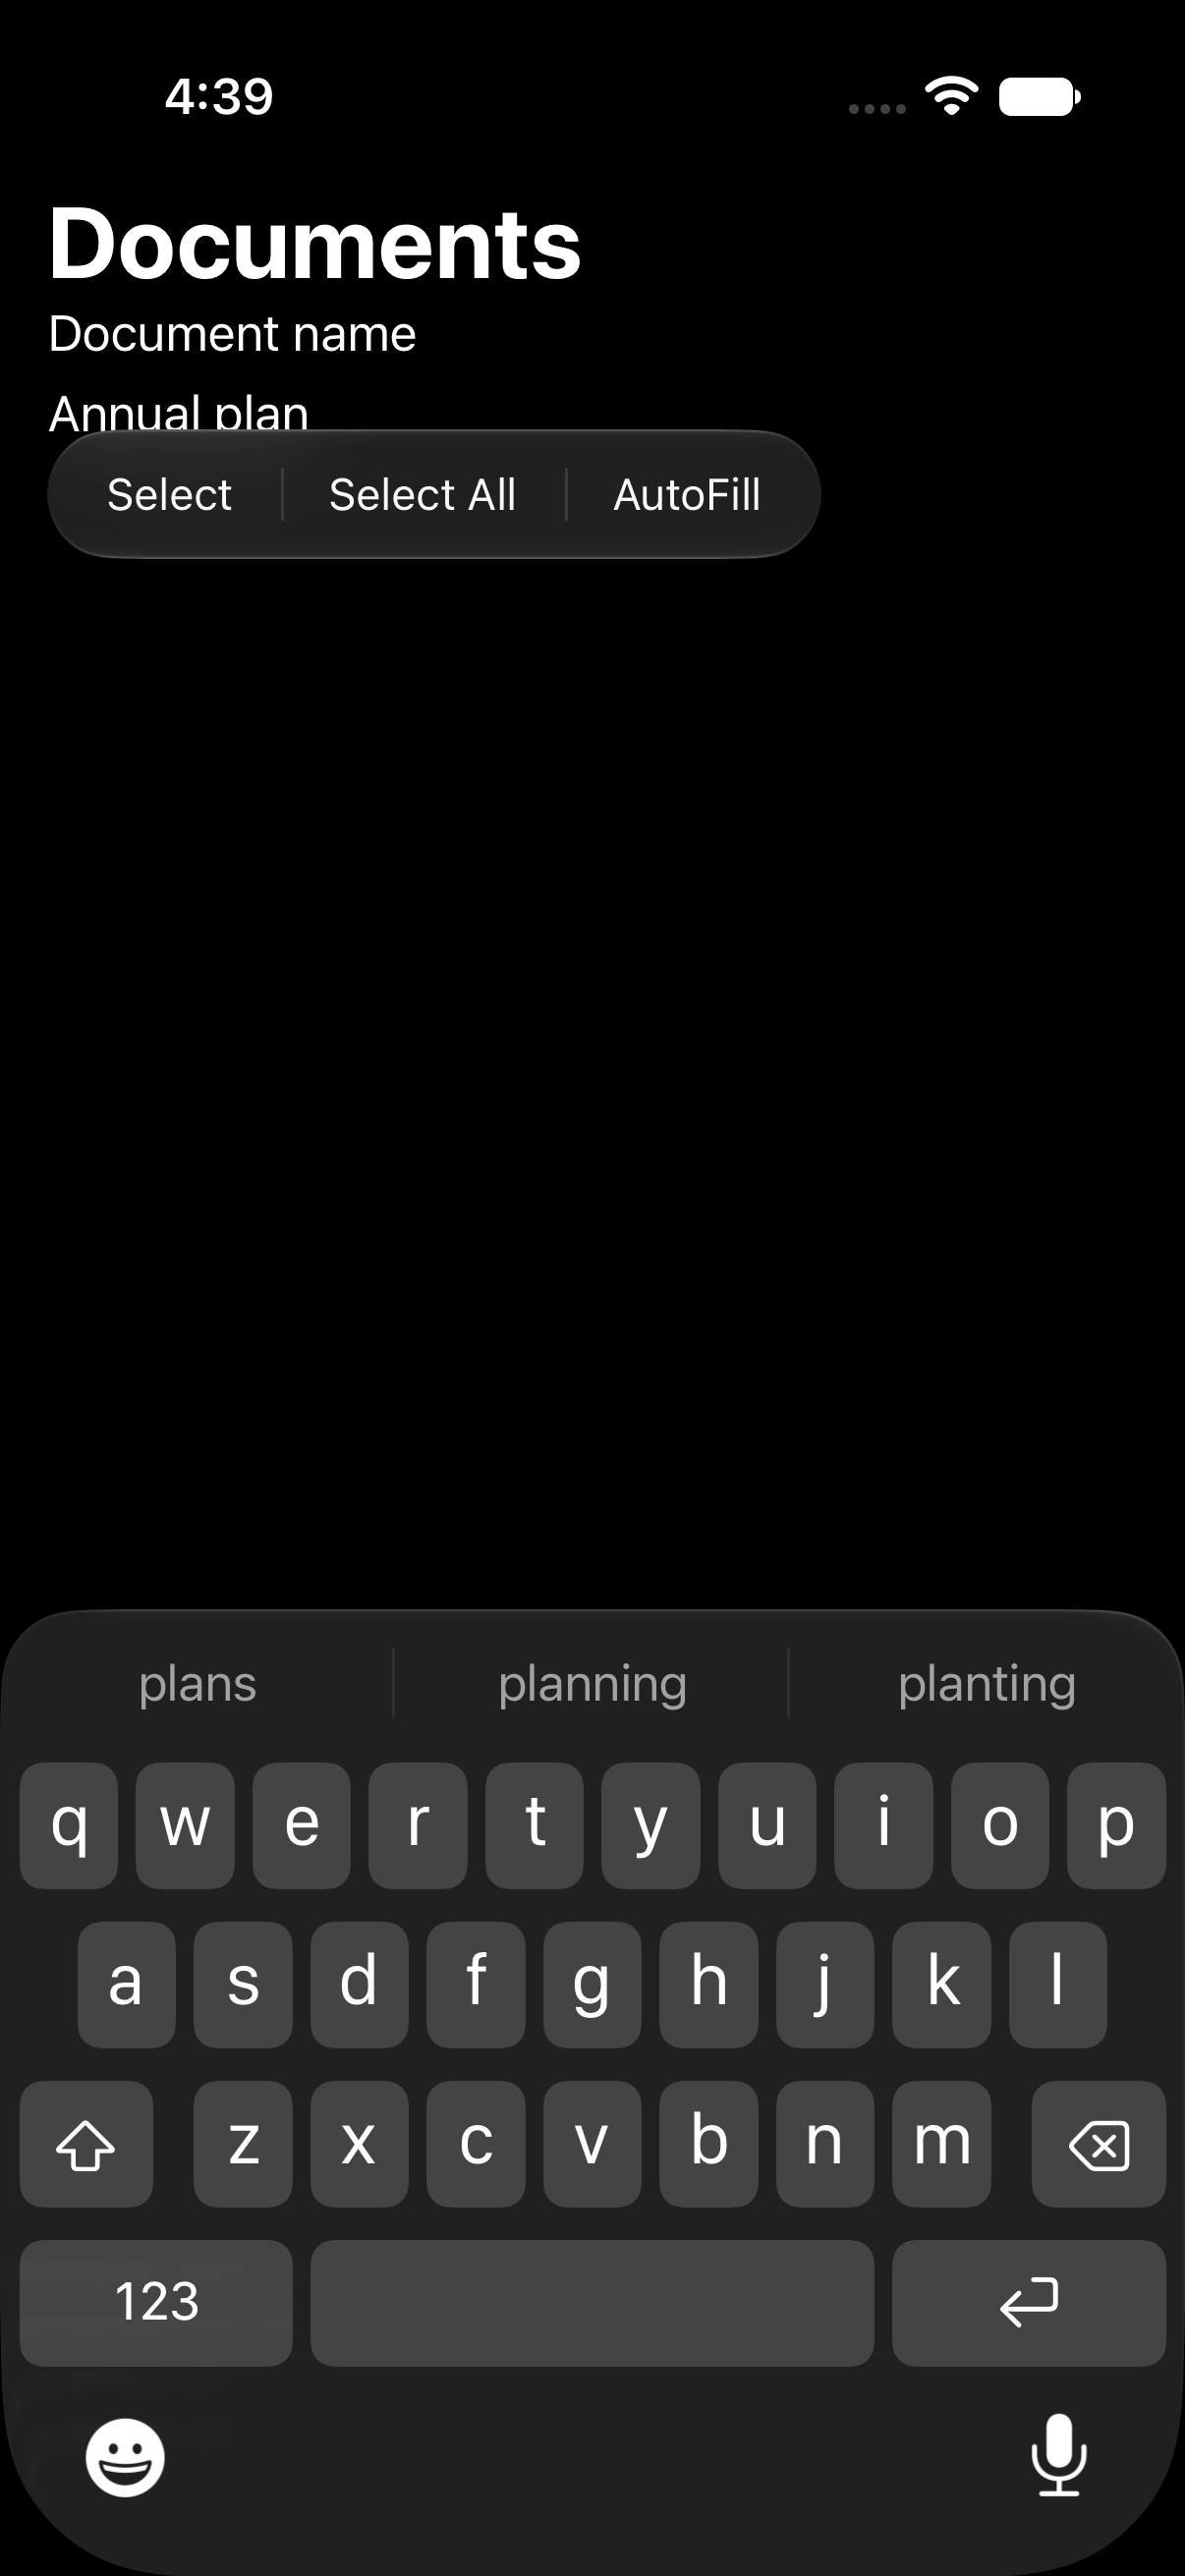 4:39
Documents
Document name
Annual plan
Select Select All AutoFill
plans planning planting
q w e r t y u i o p
a s d f g h j k l
z x c v b n m
123